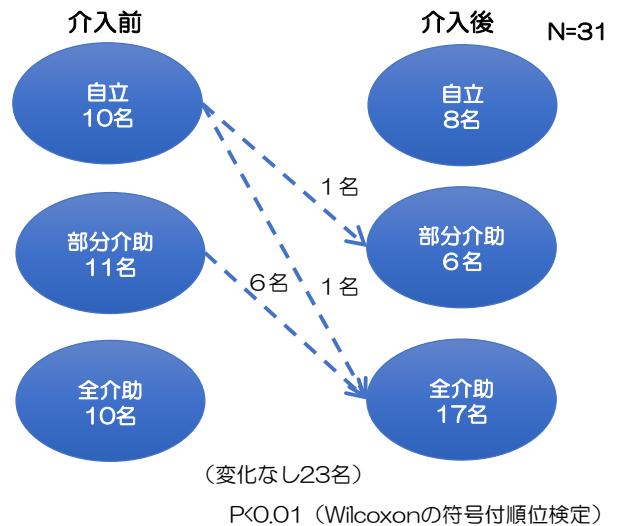 介入前
介入後
N=31
自立
10名
自立
8名
1名
部分介助
11名
部分介助
6名
6名
1名
全介助
10名
全介助
17名
（変化なし23名）
P<0.01（Wilcoxonの符号付順位検定）